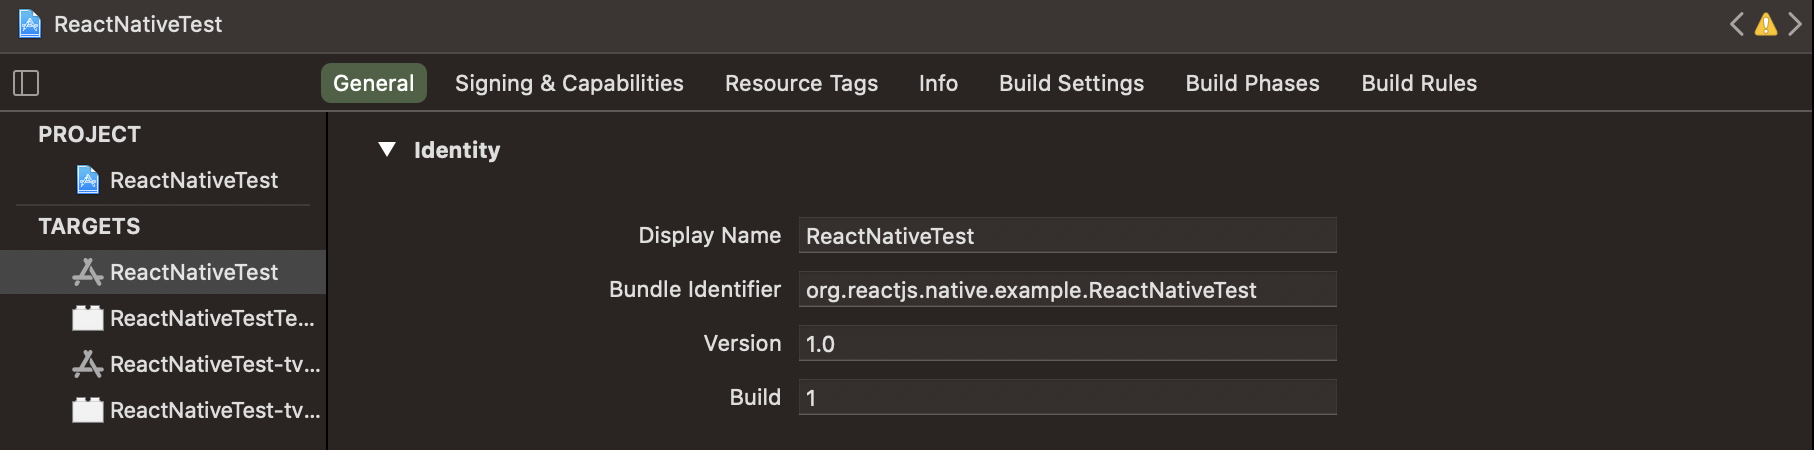 ReactNativeTest
General Signing & Capabilities Resource Tags Info Build Settings Build Phases Build Rules
PROJECT
ReactNativeTest
TARGETS
ReactNativeTest
ReactNativeTestTe...
ReactNativeTest-tv...
ReactNativeTest-tv...
Identity
Display Name ReactNativeTest
Bundle Identifier org.reactjs.native.example.ReactNativeTest
Version 1.0
Build 1